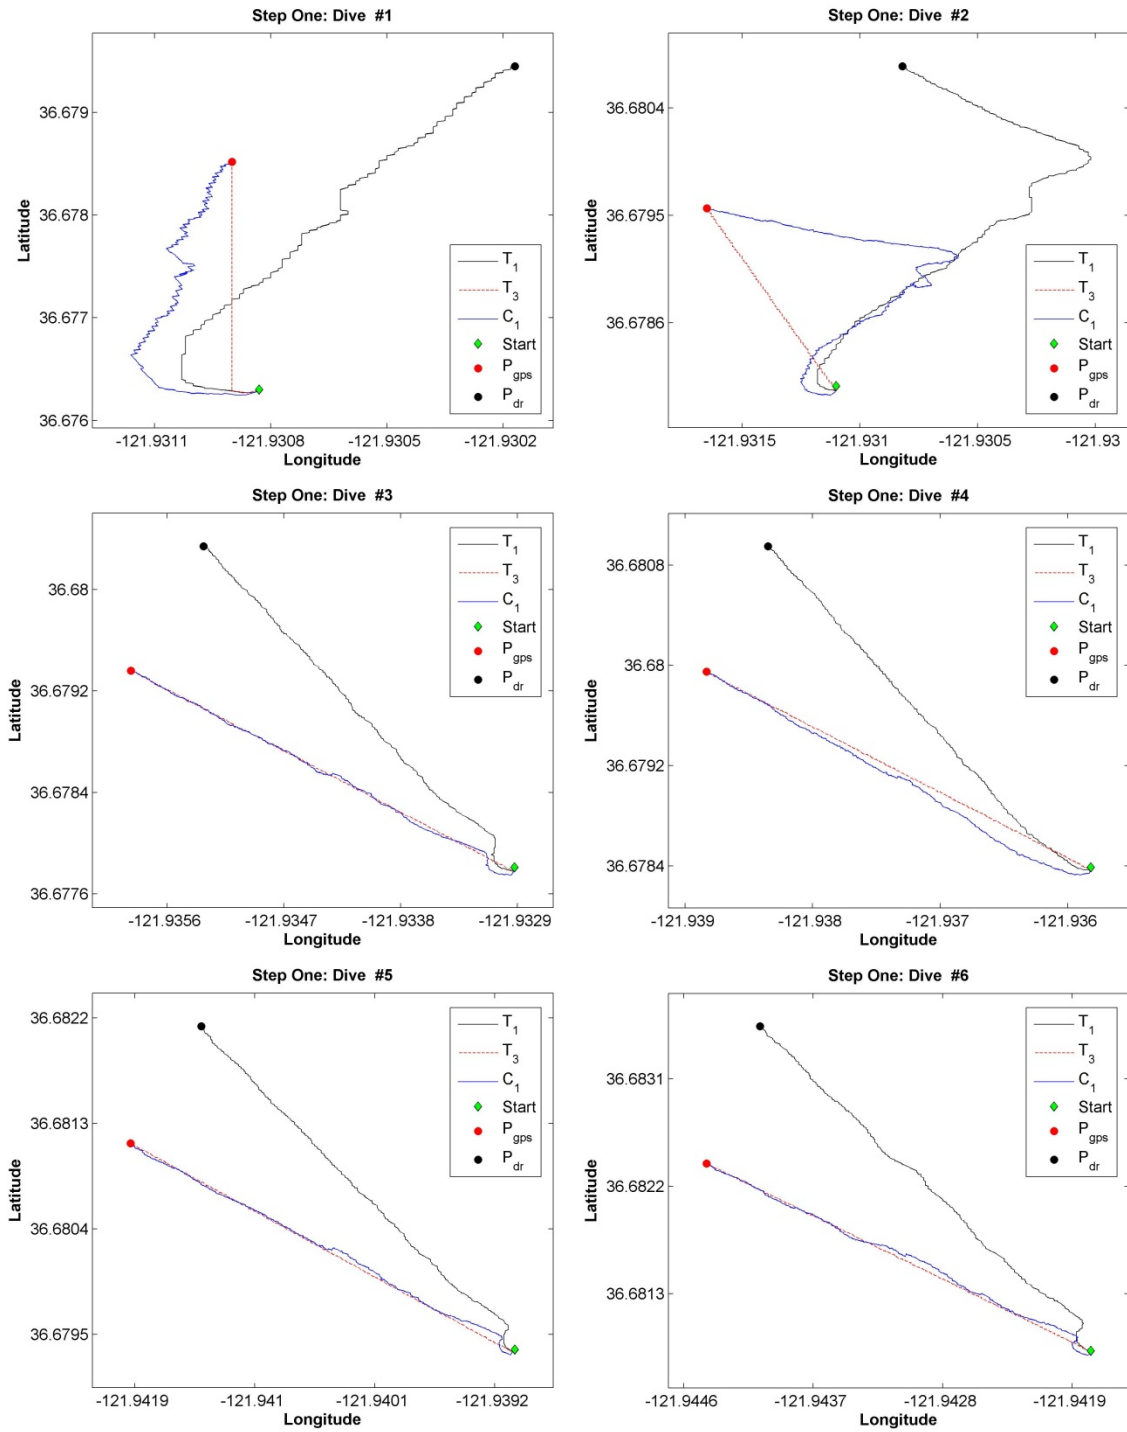 Step One: Dive #1
Latitude
36.679
36.678
36.677
36.676
T1
T3
C1
Start
Pgps
Pdr
-121.9311 -121.9308 -121.9305 -121.9302
Longitude
Step One: Dive #2
Latitude
36.6804
36.6795
36.6786
T1
T3
C1
Start
Pgps
Pdr
-121.9315 -121.931 -121.9305 -121.93
Longitude
Step One: Dive #3
Latitude
36.68
36.6792
36.6784
36.6776
T1
T3
C1
Start
Pgps
Pdr
-121.9356 -121.9347 -121.9338 -121.9329
Longitude
Step One: Dive #4
Latitude
36.6808
36.68
36.6792
36.6784
T1
T3
C1
Start
Pgps
Pdr
-121.939 -121.938 -121.937 -121.936
Longitude
Step One: Dive #5
Latitude
36.6822
36.6813
36.6804
36.6795
T1
T3
C1
Start
Pgps
Pdr
-121.9419 -121.941 -121.9401 -121.9392
Longitude
Step One: Dive #6
Latitude
36.6831
36.6822
36.6813
T1
T3
C1
Start
Pgps
Pdr
-121.9446 -121.9437 -121.9428 -121.9419
Longitude